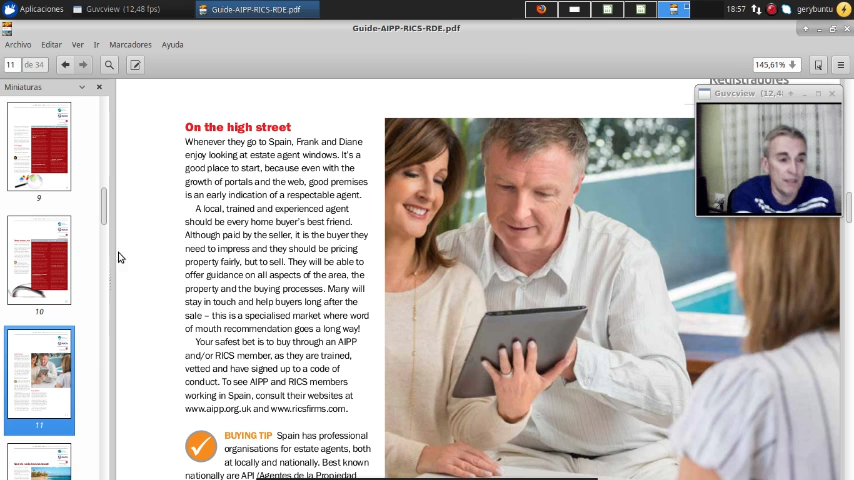 Aplicaciones
Guvcview (12,48 fps)
Guide-AIPP-RICS-RDE.pdf
18:57
gerybuntu
Guide-AIPP-RICS-RDE.pdf
Archivo Editar Ver Ir Marcadores Ayuda
11 de 34
145,61%
Miniaturas
9
10
11
Registradores
Guvcview (12,4
On the high street
Whenever they go to Spain, Frank and Diane
enjoy looking at estate agent windows. It's a
good place to start, because even with the
growth of portals and the web, good premises
is an early indication of a respectable agent.
A local, trained and experienced agent
should be every home buyer's best friend.
Although paid by the seller, it is the buyer they
need to impress and they should be pricing
property fairly, but to sell. They will be able to
offer guidance on all aspects of the area, the
property and the buying processes. Many will
stay in touch and help buyers long after the
sale – this is a specialised market where word
of mouth recommendation goes a long way!
Your safest bet is to buy through an AIPP
and/or RICS member, as they are trained,
vetted and have signed up to a code of
conduct. To see AIPP and RICS members
working in Spain, consult their websites at
www.aipp.org.uk and www.ricsfirms.com.
BUYING TIP Spain has professional
organisations for estate agents, both
at locally and nationally. Best known
nationally are API (Agentes de la Propiedad